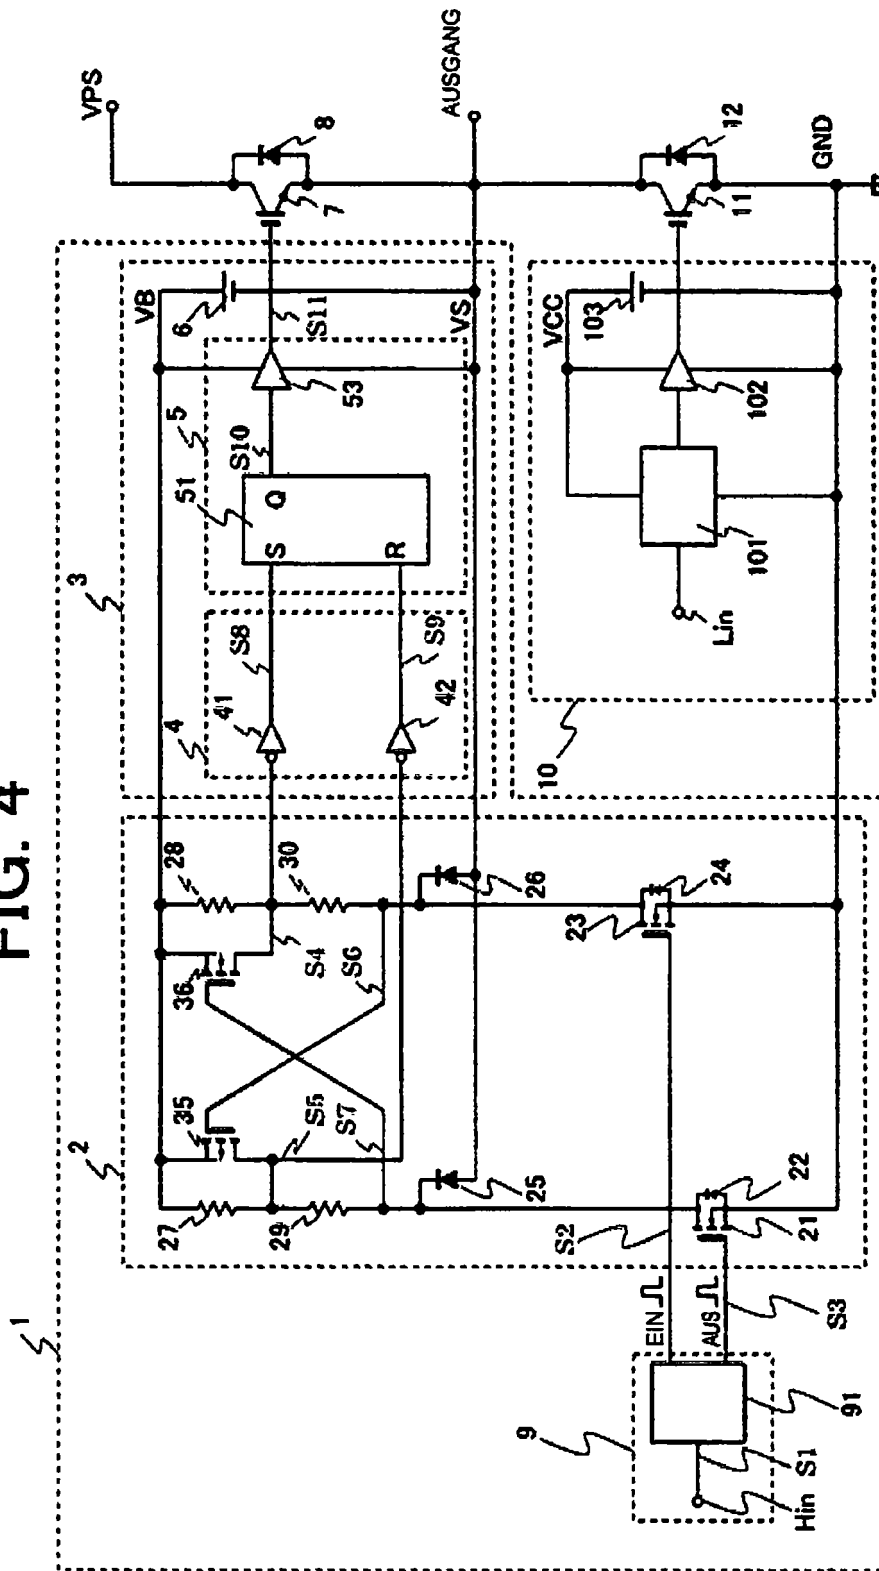 FIG. 4
1
2
3
VPS
27
35
36
28
4
41
S8
51
5
VB
6
8
S
Q
S10
S11
7
29
S5
S7
S4
S6
30
R
S9
42
53
VS
AUSGANG
25
26
9
EIN
S2
23
24
10
VCC
103
12
AUS
22
21
11
Hin
S1
91
S3
Lin
101
102
GND